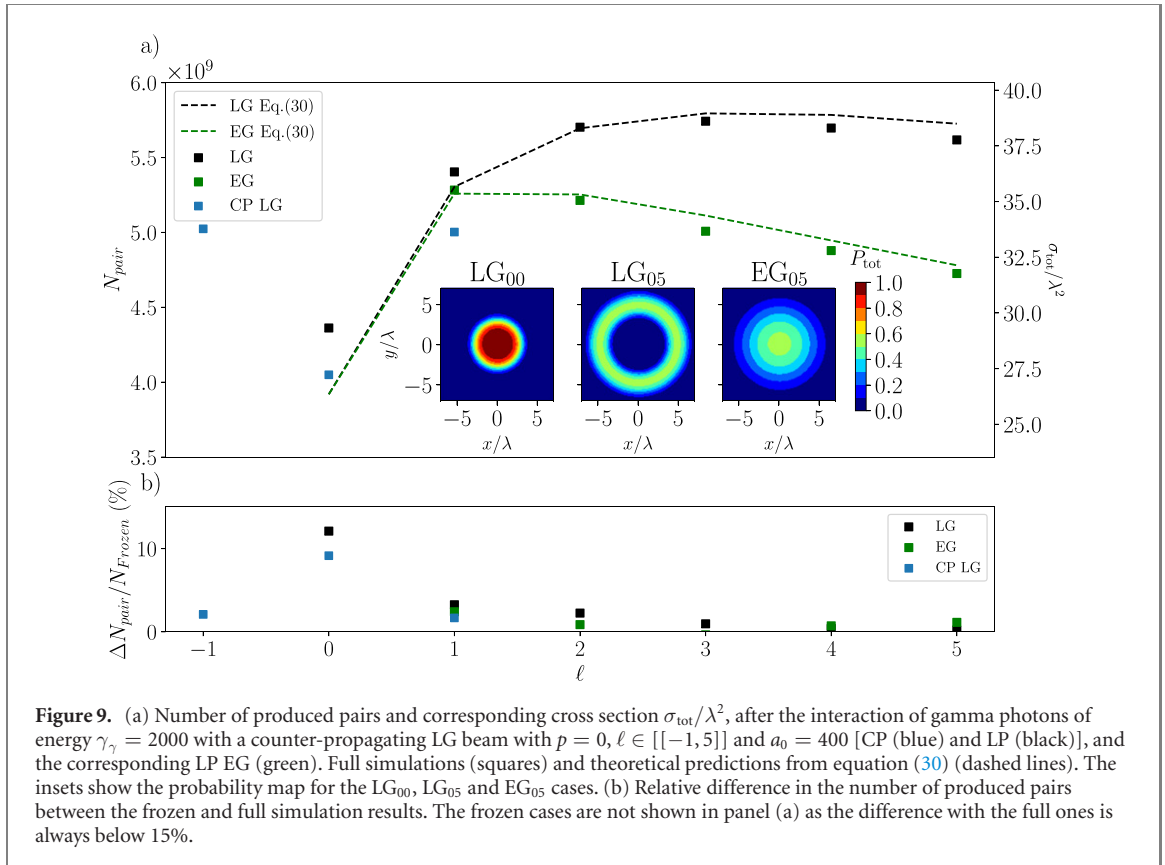 a)
×10⁹
6.0
5.5
5.0
4.5
4.0
3.5
N_pair
LG Eq.(30)
EG Eq.(30)
LG
EG
CP LG
40.0
37.5
35.0
32.5
30.0
27.5
25.0
σ_tot/λ²
LG₀₀ LG₀₅ EG₀₅ P_tot
5
0
−5
y/λ
−5 0 5
x/λ
−5 0 5
x/λ
−5 0 5
x/λ
1.0
0.8
0.6
0.4
0.2
0.0
b)
ΔN_pair/N_Frozen (%)
10
0
LG
EG
CP LG
−1 0 1 2 3 4 5
ℓ
Figure 9. (a) Number of produced pairs and corresponding cross section σ_tot/λ², after the interaction of gamma photons of
energy γ_γ = 2000 with a counter-propagating LG beam with p = 0, ℓ ∈ [[−1, 5]] and a₀ = 400 [CP (blue) and LP (black)], and
the corresponding LP EG (green). Full simulations (squares) and theoretical predictions from equation (30) (dashed lines). The
insets show the probability map for the LG₀₀, LG₀₅ and EG₀₅ cases. (b) Relative difference in the number of produced pairs
between the frozen and full simulation results. The frozen cases are not shown in panel (a) as the difference with the full ones is
always below 15%.